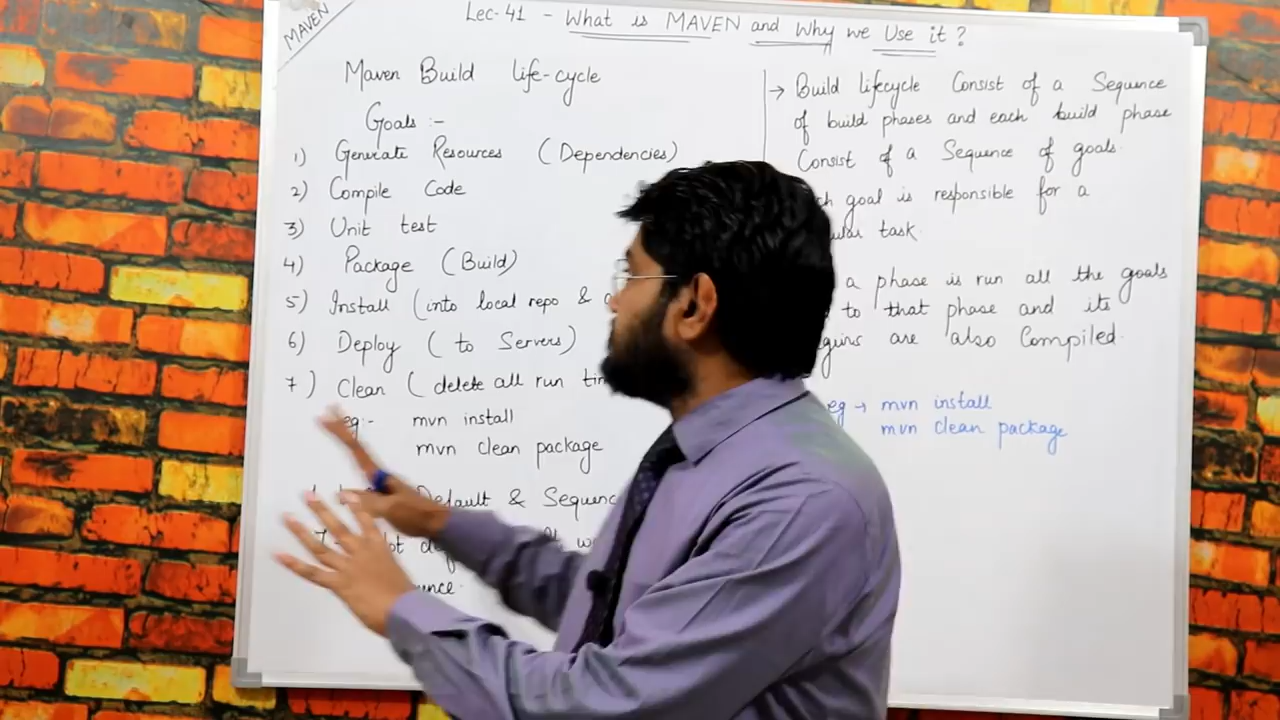 MAVEN
Lec-41 - What is MAVEN and Why we Use it?
Maven Build life-cycle
Goals :-
1) Generate Resources (Dependencies)
2) Compile Code
3) Unit test
4) Package (Build)
5) Install (into local repo &
6) Deploy (to Servers)
7) Clean (delete all run
eg:- mvn install
mvn clean package
Default &
7
→ Build lifecycle Consist of a Sequence
of build phases and each build phase
Consist of a Sequence of goals.
goal is responsible for a
task.
a phase is run all the goals
to that phase and its
are also Compiled.
eg → mvn install
mvn clean package